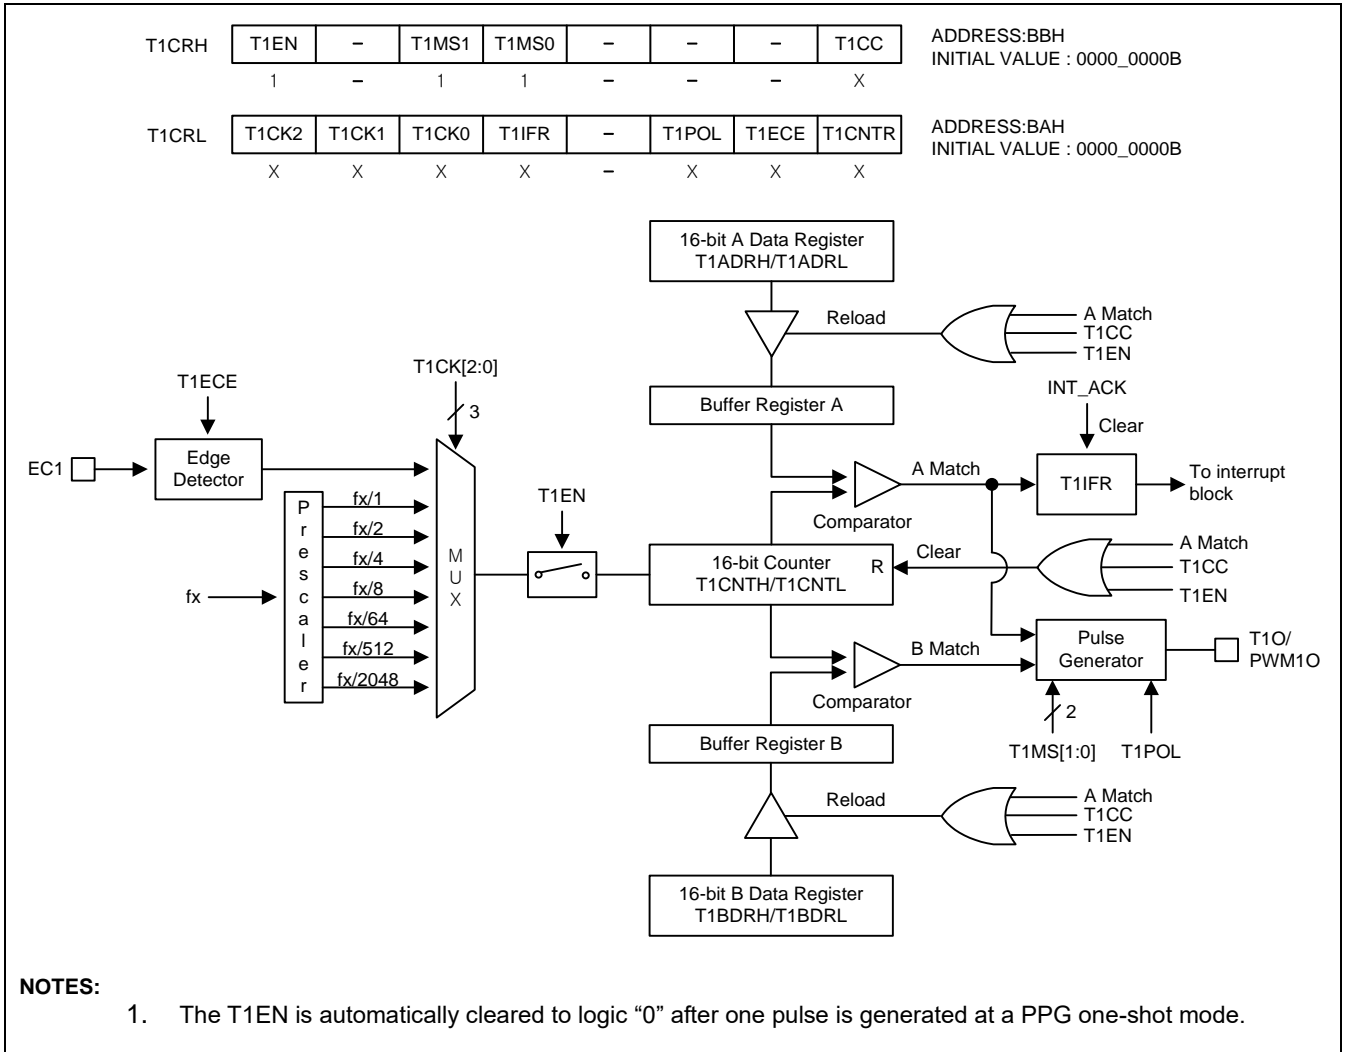 T1CRH T1EN – T1MS1 T1MS0 – – – T1CC ADDRESS:BBH
INITIAL VALUE : 0000_0000B
1 – 1 1 – – – X
T1CRL T1CK2 T1CK1 T1CK0 T1IFR – T1POL T1ECE T1CNTR ADDRESS:BAH
INITIAL VALUE : 0000_0000B
X X X X – X X X
16-bit A Data Register
T1ADRH/T1ADRL
Reload
A Match
T1CC
T1EN
T1CK[2:0]
3
T1ECE
Buffer Register A
INT_ACK
Clear
EC1
Edge
Detector
A Match
T1IFR
To interrupt
block
Comparator
T1EN
Prescaler
fx/1
fx/2
fx/4
fx/8
fx/64
fx/512
fx/2048
fx
MUX
16-bit Counter
T1CNTH/T1CNTL
R
Clear
A Match
T1CC
T1EN
B Match
Comparator
Pulse
Generator
T1O/
PWM1O
2
T1MS[1:0]
T1POL
Buffer Register B
Reload
A Match
T1CC
T1EN
16-bit B Data Register
T1BDRH/T1BDRL
NOTES:
1. The T1EN is automatically cleared to logic “0” after one pulse is generated at a PPG one-shot mode.